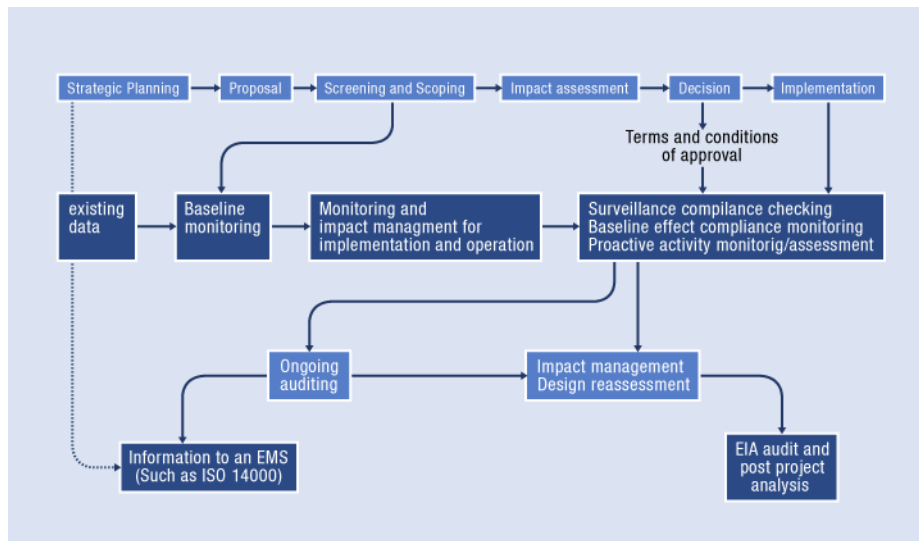 Strategic Planning
Proposal
Screening and Scoping
Impact assessment
Decision
Implementation
Terms and conditions
of approval
existing
data
Baseline
monitoring
Monitoring and
impact managment for
implementation and operation
Surveillance compilance checking
Baseline effect compliance monitoring
Proactive activity monitorig/assessment
Ongoing
auditing
Impact management
Design reassessment
Information to an EMS
(Such as ISO 14000)
EIA audit and
post project
analysis